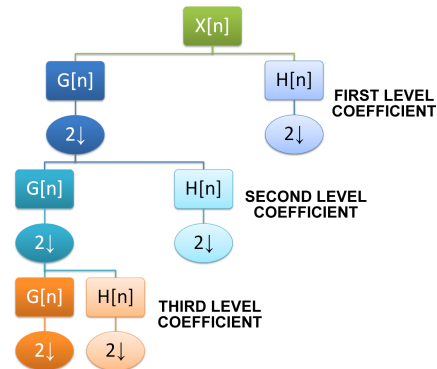 X[n]
G[n]
H[n]
FIRST LEVEL
COEFFICIENT
2↓
2↓
G[n]
H[n]
SECOND LEVEL
COEFFICIENT
2↓
2↓
G[n]
H[n]
THIRD LEVEL
COEFFICIENT
2↓
2↓